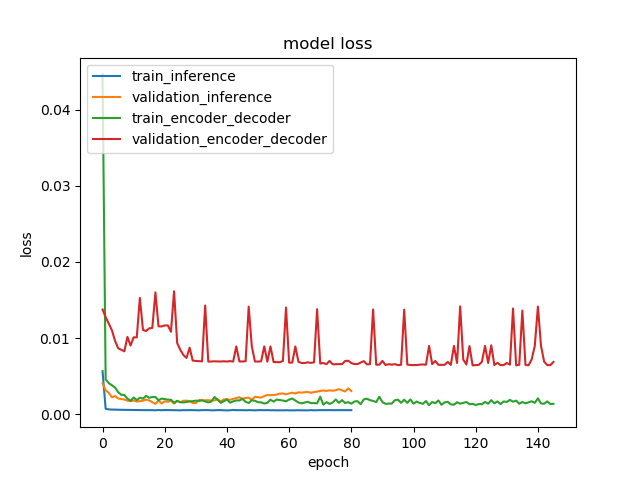 model loss
train_inference
validation_inference
train_encoder_decoder
validation_encoder_decoder
loss
0.04
0.03
0.02
0.01
0.00
0 20 40 60 80 100 120 140
epoch